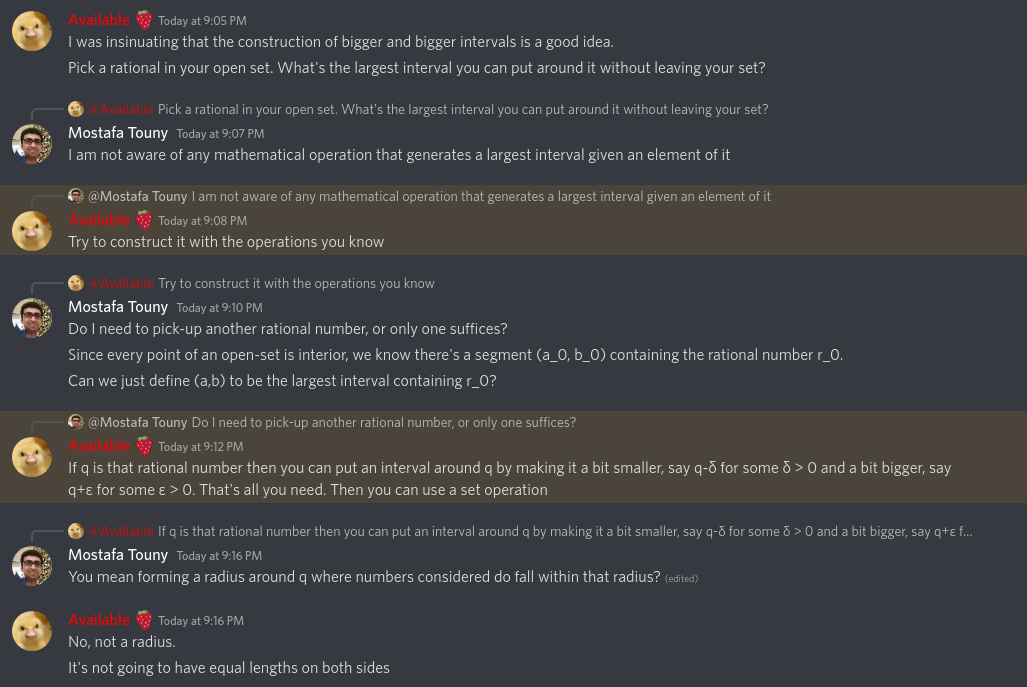 Available 🍓 Today at 9:05 PM
I was insinuating that the construction of bigger and bigger intervals is a good idea.
Pick a rational in your open set. What's the largest interval you can put around it without leaving your set?
@Available Pick a rational in your open set. What's the largest interval you can put around it without leaving your set?
Mostafa Touny Today at 9:07 PM
I am not aware of any mathematical operation that generates a largest interval given an element of it
@Mostafa Touny I am not aware of any mathematical operation that generates a largest interval given an element of it
Available 🍓 Today at 9:08 PM
Try to construct it with the operations you know
@Available Try to construct it with the operations you know
Mostafa Touny Today at 9:10 PM
Do I need to pick-up another rational number, or only one suffices?
Since every point of an open-set is interior, we know there's a segment (a_0, b_0) containing the rational number r_0.
Can we just define (a,b) to be the largest interval containing r_0?
@Mostafa Touny Do I need to pick-up another rational number, or only one suffices?
Available 🍓 Today at 9:12 PM
If q is that rational number then you can put an interval around q by making it a bit smaller, say q-δ for some δ > 0 and a bit bigger, say
q+ε for some ε > 0. That's all you need. Then you can use a set operation
@Available If q is that rational number then you can put an interval around q by making it a bit smaller, say q-δ for some δ > 0 and a bit bigger, say q+ε f...
Mostafa Touny Today at 9:16 PM
You mean forming a radius around q where numbers considered do fall within that radius? (edited)
Available 🍓 Today at 9:16 PM
No, not a radius.
It's not going to have equal lengths on both sides